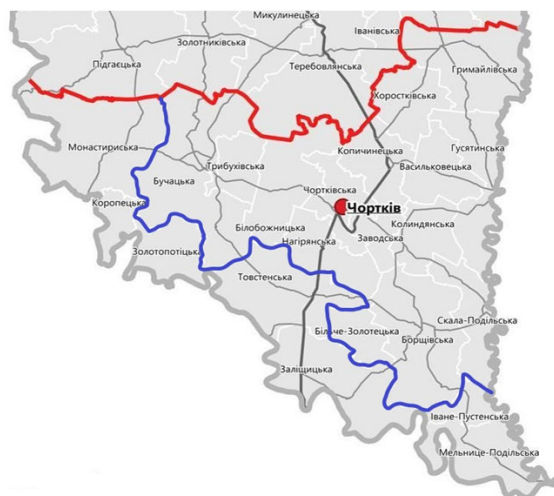 Микулинецька
Іванівська
Золотниківська
Теребовлянська
Підгаєцька
Гримайлівська
Хоростківська
Монастириська
Копичинецька
Гусятинська
Трибухівська
Васильковецька
Бучацька
Чортківська
Коропецька
Чортків
Білобожницька
Колиндянська
Нагірянська
Заводська
Золотопотіцька
Товстенська
Скала-Подільська
Більче-Золотецька
Борщівська
Заліщицька
Іване-Пустенська
Мельнице-Подільська